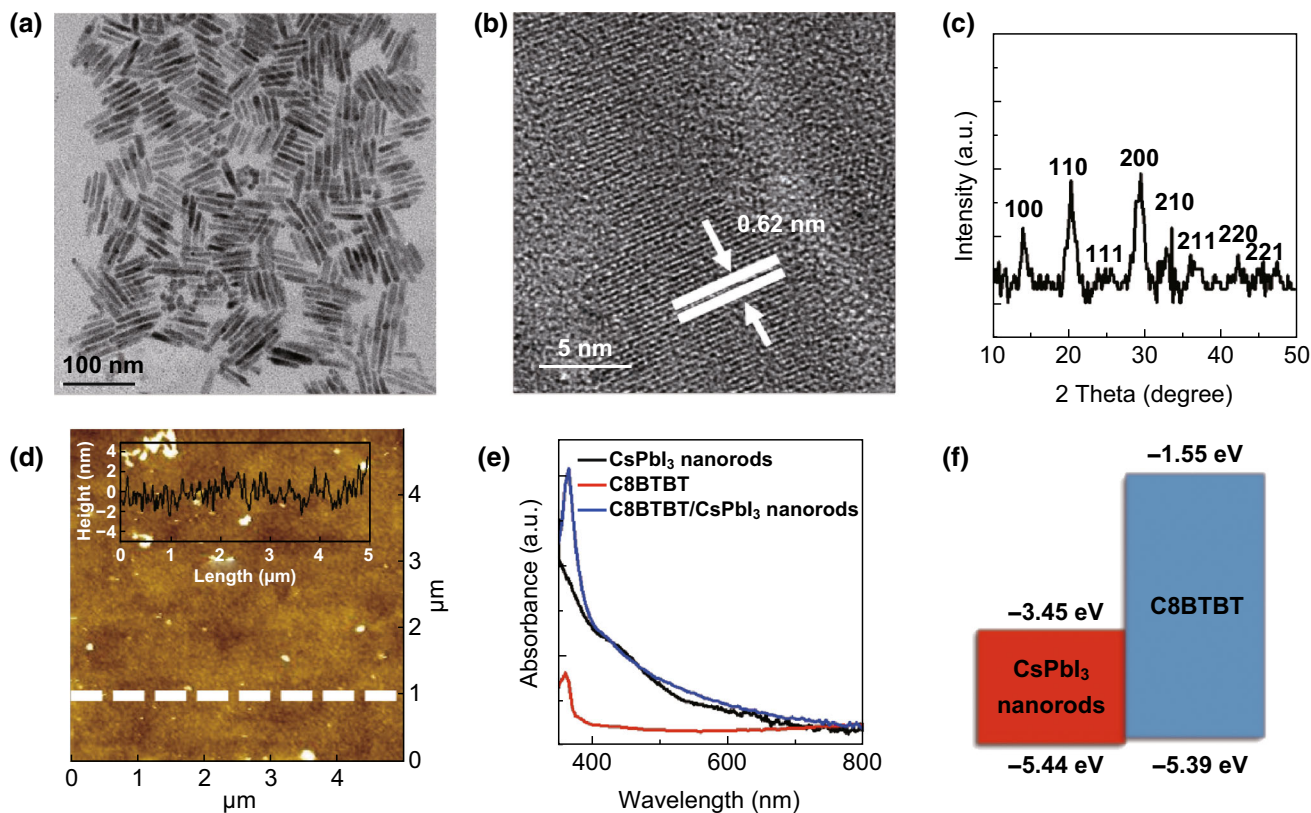 (a)
100 nm
(b)
0.62 nm
5 nm
(c)
Intensity (a.u.)
100
110
111
200
210
211
220
221
10 20 30 40 50
2 Theta (degree)
(d)
Height (nm)
4
2
0
−2
−4
0 1 2 3 4 5
Length (µm)
4
3
2
1
0
µm
0 1 2 3 4
µm
(e)
CsPbI₃ nanorods
C8BTBT
C8BTBT/CsPbI₃ nanorods
Absorbance (a.u.)
400 500 600 700 800
Wavelength (nm)
(f)
−1.55 eV
C8BTBT
−3.45 eV
CsPbI₃
nanorods
−5.44 eV
−5.39 eV